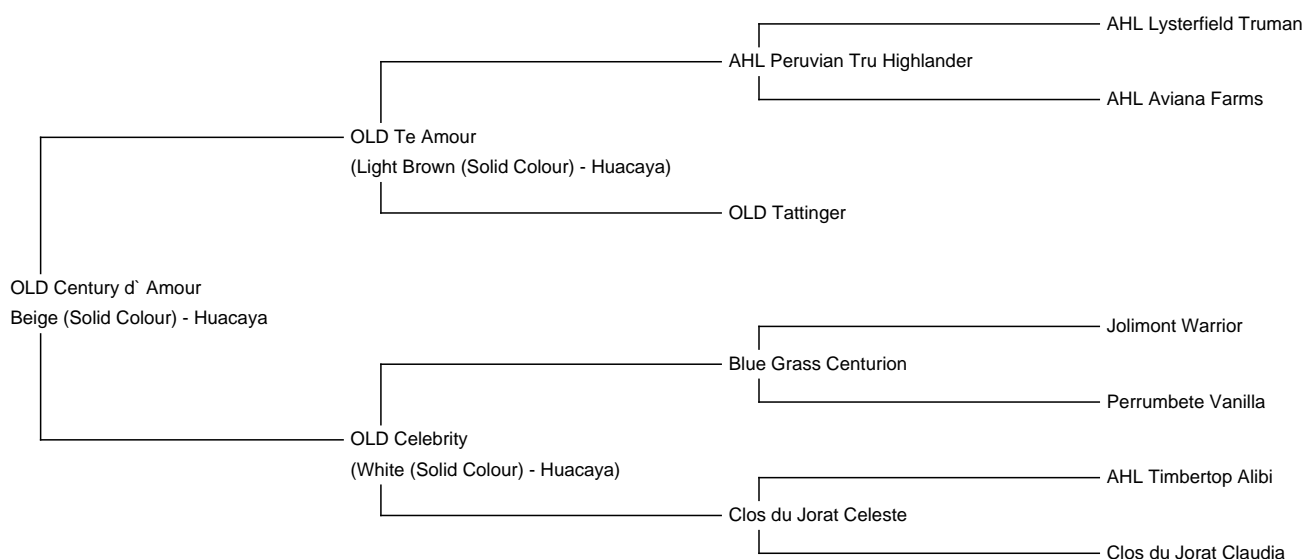 AHL Lysterfield Truman
AHL Peruvian Tru Highlander
AHL Aviana Farms
OLD Te Amour
(Light Brown (Solid Colour) - Huacaya)
OLD Tattinger
OLD Century d` Amour
Beige (Solid Colour) - Huacaya
Jolimont Warrior
Blue Grass Centurion
Perrumbete Vanilla
OLD Celebrity
(White (Solid Colour) - Huacaya)
AHL Timbertop Alibi
Clos du Jorat Celeste
Clos du Jorat Claudia